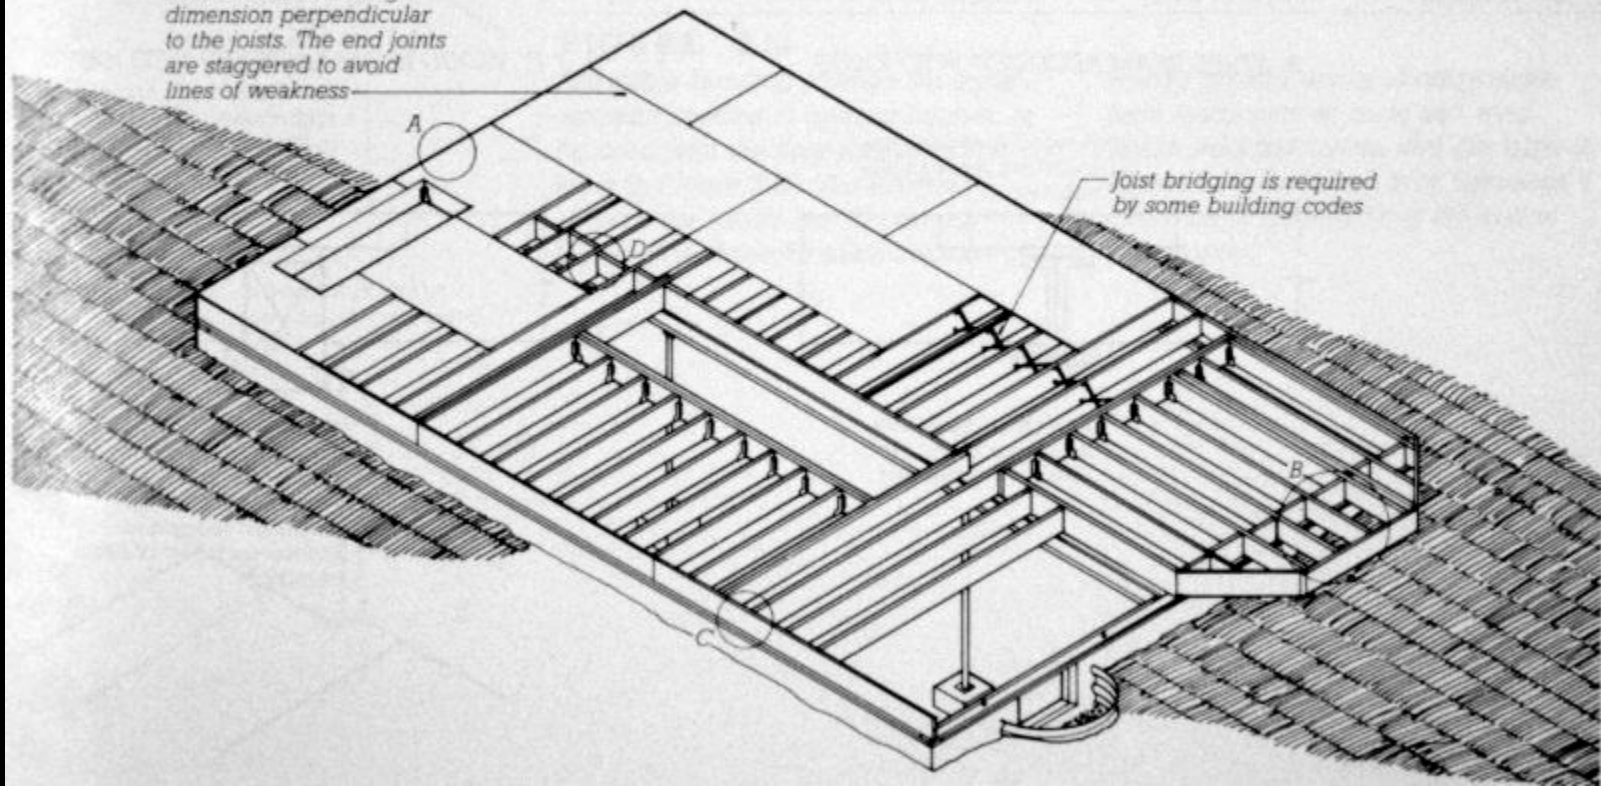 dimension perpendicular
to the joists. The end joints
are staggered to avoid
lines of weakness
A
Joist bridging is required
by some building codes
D
B
C